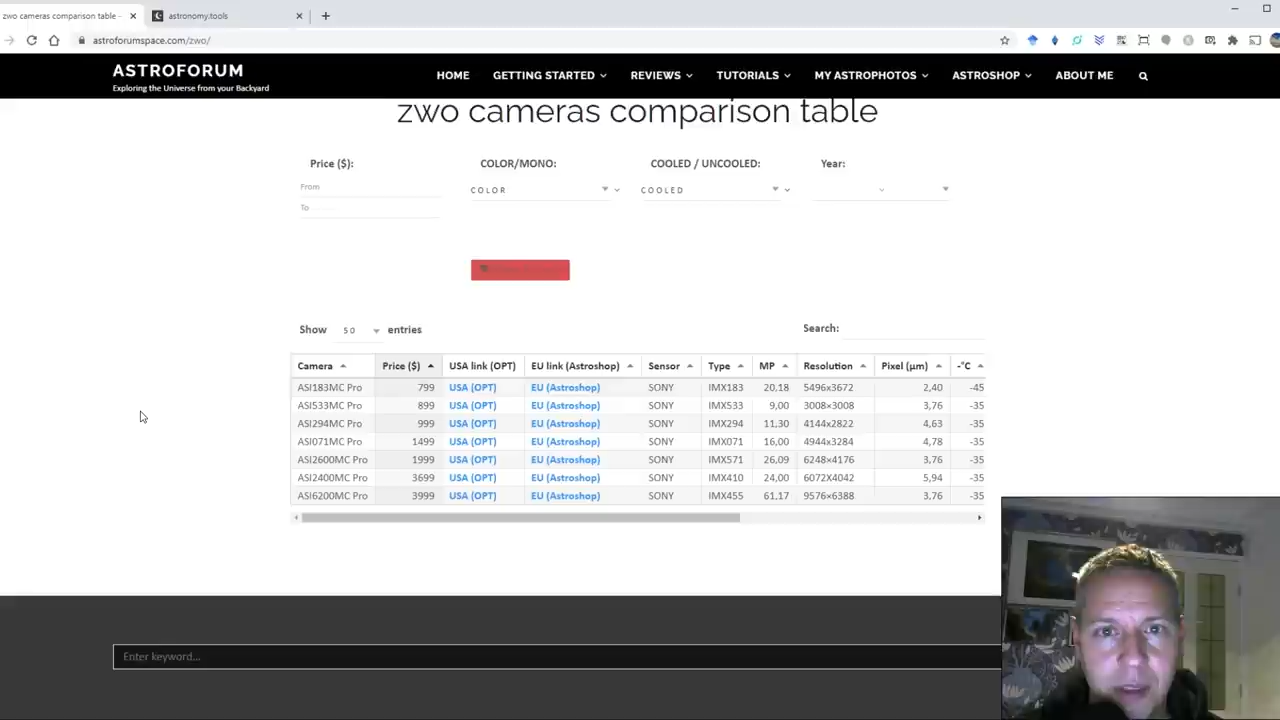 zwo cameras comparison table -
astronomy.tools
astroforumspace.com/zwo/
ASTROFORUM
Exploring the Universe from your Backyard
HOME GETTING STARTED REVIEWS TUTORIALS MY ASTROPHOTOS ASTROSHOP ABOUT ME
zwo cameras comparison table
Price ($): COLOR/MONO: COOLED / UNCOOLED: Year:
From COLOR COOLED
To
Show 50 entries Search:
Camera Price ($) USA link (OPT) EU link (Astroshop) Sensor Type MP Resolution Pixel (µm) -°C
ASI183MC Pro 799 USA (OPT) EU (Astroshop) SONY IMX183 20,18 5496x3672 2,40 -45
ASI533MC Pro 899 USA (OPT) EU (Astroshop) SONY IMX533 9,00 3008×3008 3,76 -35
ASI294MC Pro 999 USA (OPT) EU (Astroshop) SONY IMX294 11,30 4144x2822 4,63 -35
ASI071MC Pro 1499 USA (OPT) EU (Astroshop) SONY IMX071 16,00 4944x3284 4,78 -35
ASI2600MC Pro 1999 USA (OPT) EU (Astroshop) SONY IMX571 26,09 6248×4176 3,76 -35
ASI2400MC Pro 3699 USA (OPT) EU (Astroshop) SONY IMX410 24,00 6072X4042 5,94 -35
ASI6200MC Pro 3999 USA (OPT) EU (Astroshop) SONY IMX455 61,17 9576×6388 3.76 -35
Enter keyword...